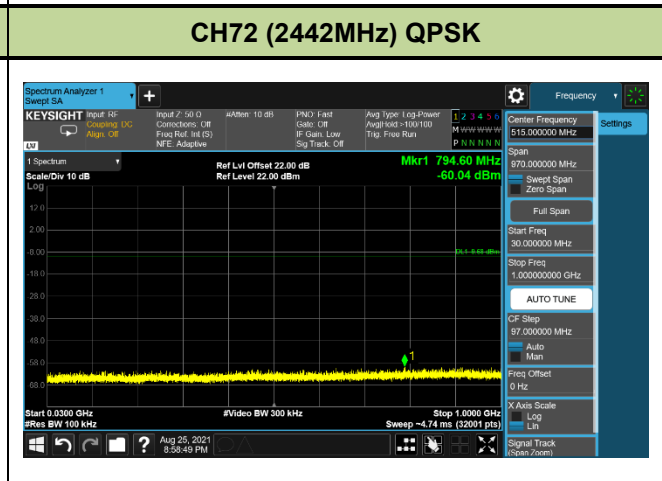 CH72 (2442MHz) QPSK
Spectrum Analyzer 1
Swept SA
+
Frequency
KEYSIGHT
Input: RF
Coupling: DC
Align: Off
Input Z: 50 Ω
Corrections: Off
Freq Ref: Int (S)
NFE: Adaptive
#Atten: 10 dB
PNO: Fast
Gate: Off
IF Gain: Low
Sig Track: Off
Avg Type: Log-Power
Avg|Hold:>100/100
Trig: Free Run
1 2 3 4 5 6
M W W W W W
P N N N N N
LXI
Center Frequency
515.000000 MHz
Settings
1 Spectrum
Scale/Div 10 dB
Ref Lvl Offset 22.00 dB
Ref Level 22.00 dBm
Mkr1 794.60 MHz
-60.04 dBm
Span
970.000000 MHz
Swept Span
Zero Span
Full Span
Start Freq
30.000000 MHz
Stop Freq
1.000000000 GHz
AUTO TUNE
CF Step
97.000000 MHz
Auto
Man
Freq Offset
0 Hz
X Axis Scale
Log
Lin
Signal Track
(Span Zoom)
Log
12.0
2.00
-8.00
-18.0
-28.0
-38.0
-48.0
-58.0
-68.0
1
Start 0.0300 GHz
#Res BW 100 kHz
#Video BW 300 kHz
Stop 1.0000 GHz
Sweep ~4.74 ms (32001 pts)
?
Aug 25, 2021
8:58:49 PM